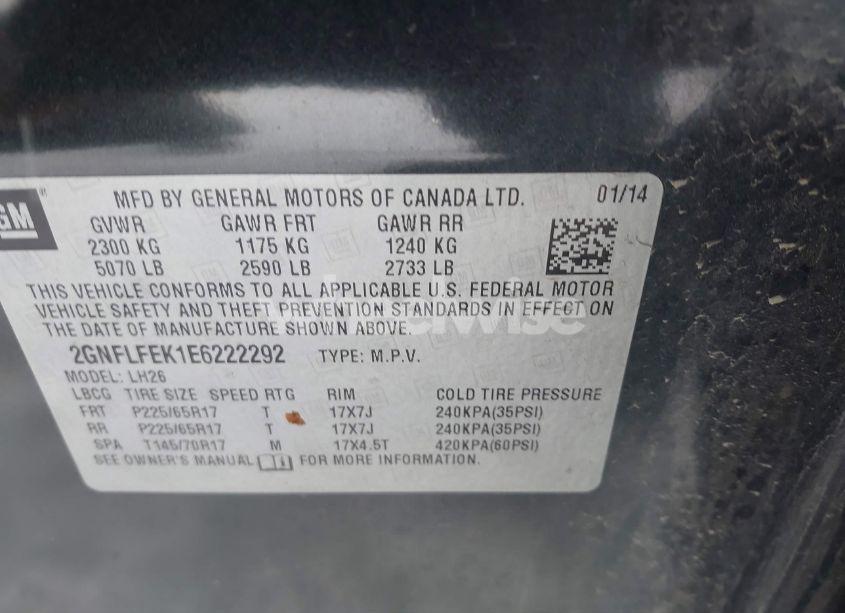 GM
MFD BY GENERAL MOTORS OF CANADA LTD. 01/14
GVWR GAWR FRT GAWR RR
2300 KG 1175 KG 1240 KG
5070 LB 2590 LB 2733 LB
THIS VEHICLE CONFORMS TO ALL APPLICABLE U.S. FEDERAL MOTOR
VEHICLE SAFETY AND THEFT PREVENTION STANDARDS IN EFFECT ON
THE DATE OF MANUFACTURE SHOWN ABOVE.
2GNFLFEK1E6222292 TYPE: M.P.V.
MODEL: LH26
LBCG TIRE SIZE SPEED RTG RIM COLD TIRE PRESSURE
FRT P225/65R17 T 17X7J 240KPA(35PSI)
RR P225/65R17 T 17X7J 240KPA(35PSI)
SPA T145/70R17 M 17X4.5T 420KPA(60PSI)
SEE OWNER'S MANUAL FOR MORE INFORMATION.